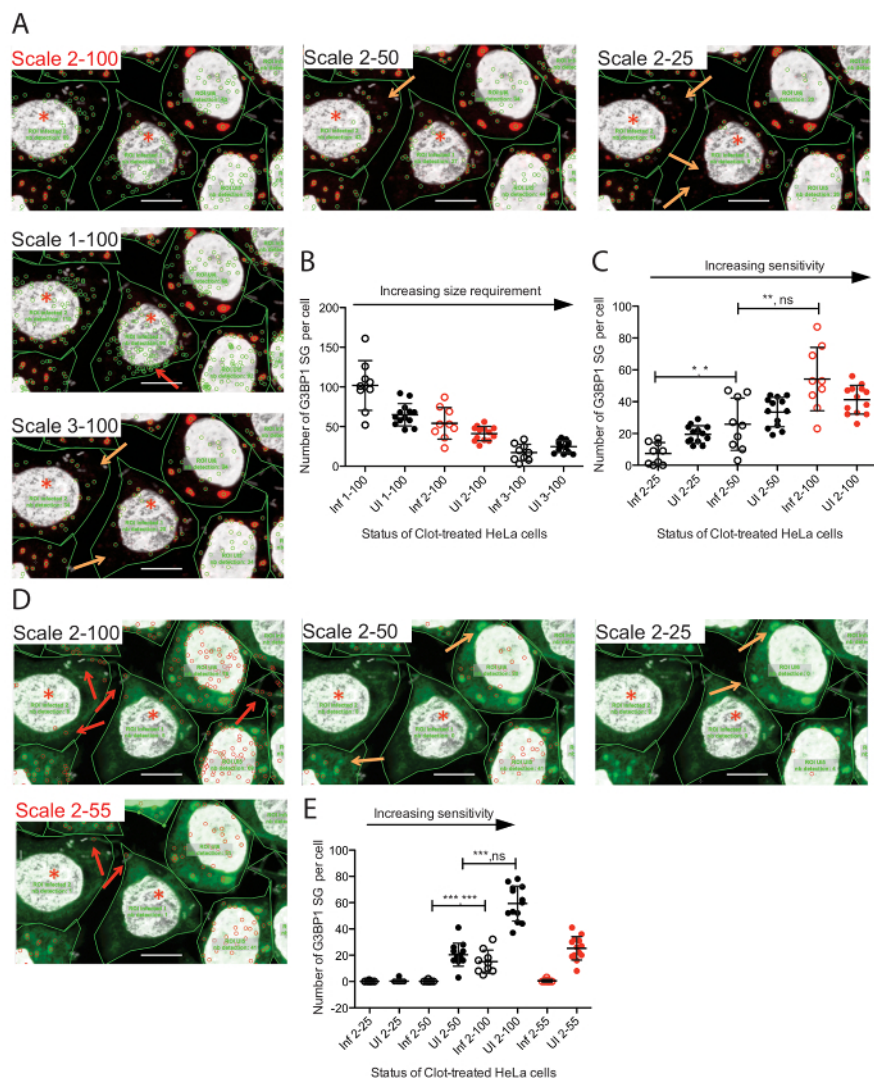 A
Scale 2-100
Scale 2-50
Scale 2-25
Scale 1-100
Scale 3-100
B
Increasing size requirement
Number of G3BP1 SG per cell
200
150
100
50
0
Inf 1-100
UI 1-100
Inf 2-100
UI 2-100
Inf 3-100
UI 3-100
Status of Clot-treated HeLa cells
C
Increasing sensitivity
**, ns
*, *
Number of G3BP1 SG per cell
100
80
60
40
20
0
Inf 2-25
UI 2-25
Inf 2-50
UI 2-50
Inf 2-100
UI 2-100
Status of Clot-treated HeLa cells
D
Scale 2-100
Scale 2-50
Scale 2-25
Scale 2-55
E
Increasing sensitivity
***,ns
***,***
Number of G3BP1 SG per cell
100
80
60
40
20
0
Inf 2-25
UI 2-25
Inf 2-50
UI 2-50
Inf 2-100
UI 2-100
Inf 2-55
UI 2-55
Status of Clot-treated HeLa cells